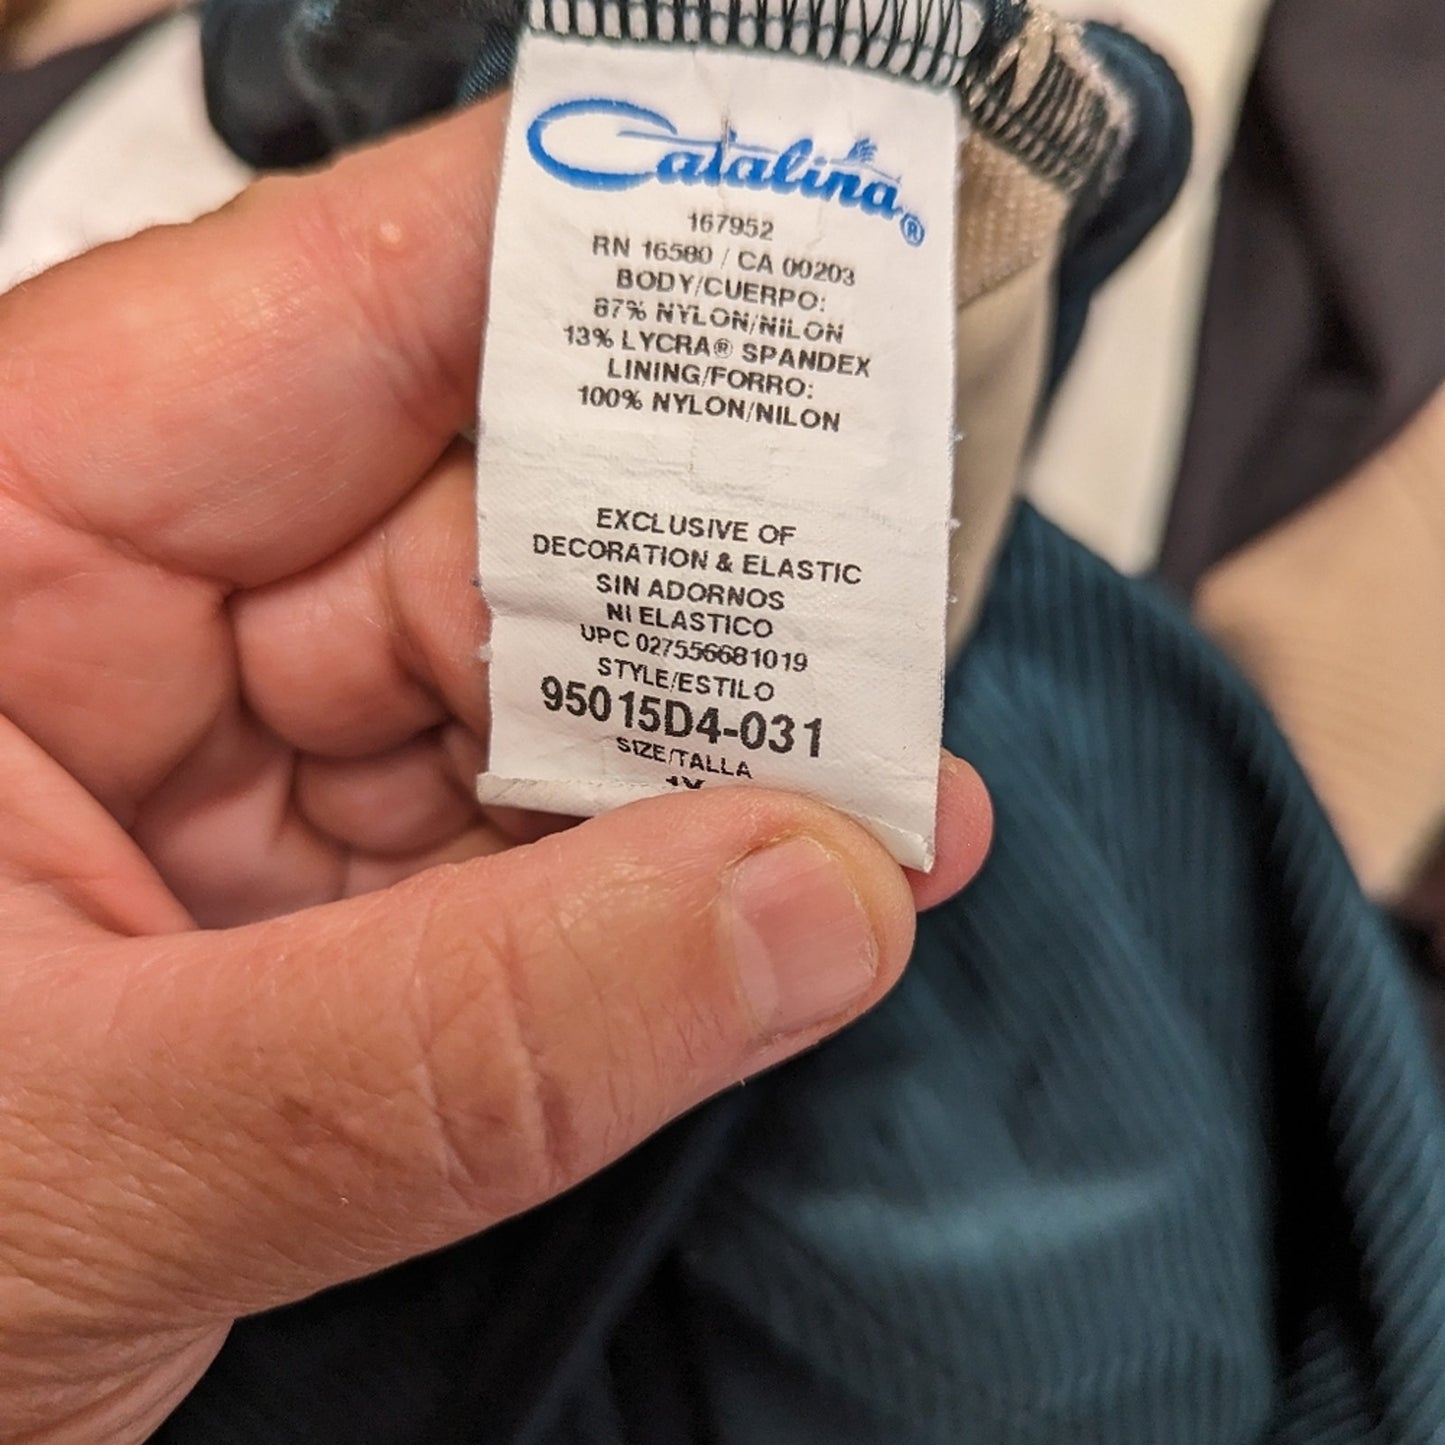 Catalina®
167952
RN 16580 / CA 00203
BODY/CUERPO:
87% NYLON/NILON
13% LYCRA® SPANDEX
LINING/FORRO:
100% NYLON/NILON
EXCLUSIVE OF
DECORATION & ELASTIC
SIN ADORNOS
NI ELASTICO
UPC 027556681019
STYLE/ESTILO
95015D4-031
SIZE/TALLA